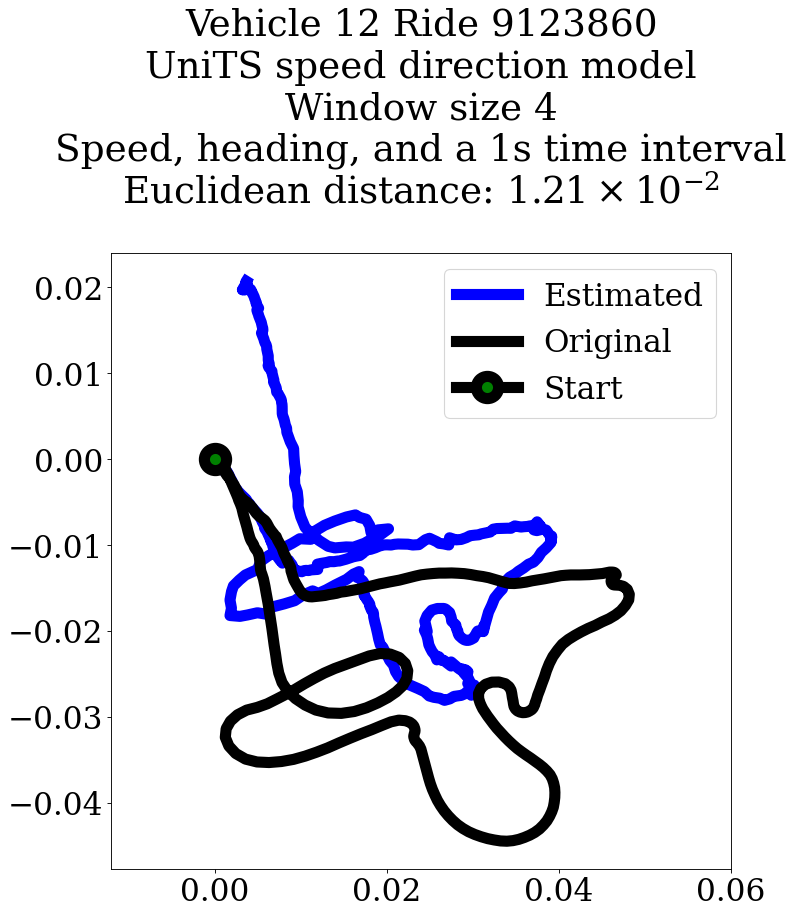 Vehicle 12 Ride 9123860
UniTS speed direction model
Window size 4
Speed, heading, and a 1s time interval
Euclidean distance: 1.21 × 10⁻²
Estimated
Original
Start
0.02
0.01
0.00
−0.01
−0.02
−0.03
−0.04
0.00 0.02 0.04 0.06